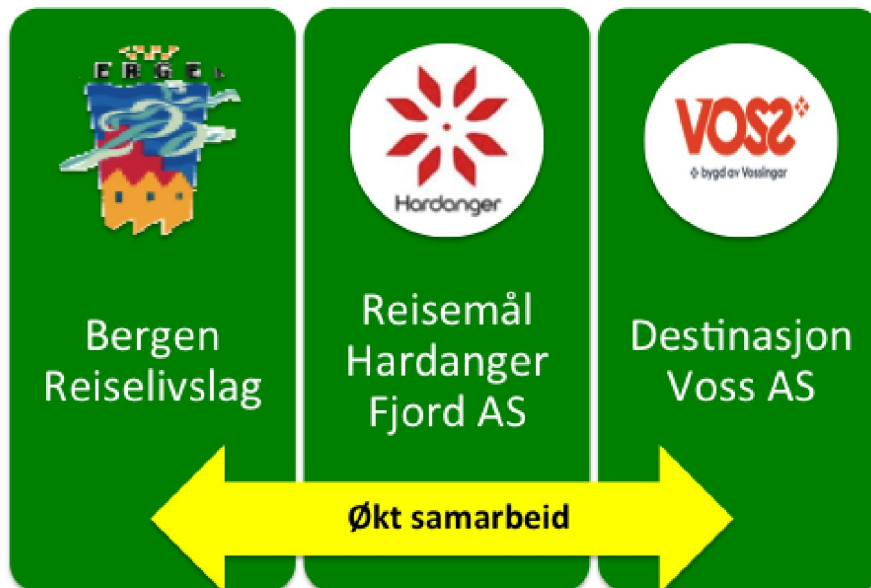 Hardanger
VOSS
bygd av Vossingar
Bergen
Reiselivslag
Reisemål
Hardanger
Fjord AS
Destinasjon
Voss AS
Økt samarbeid